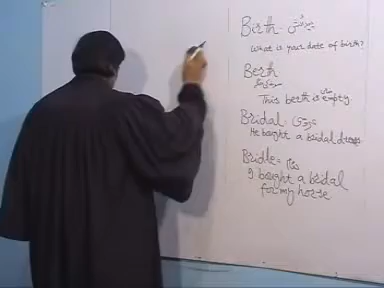 Birth - پیدائش
What is your date of birth?
Berth
This berth is empty.
Bridal -
He bought a bridal dress
Bridle =
I bought a bridal
for my horse